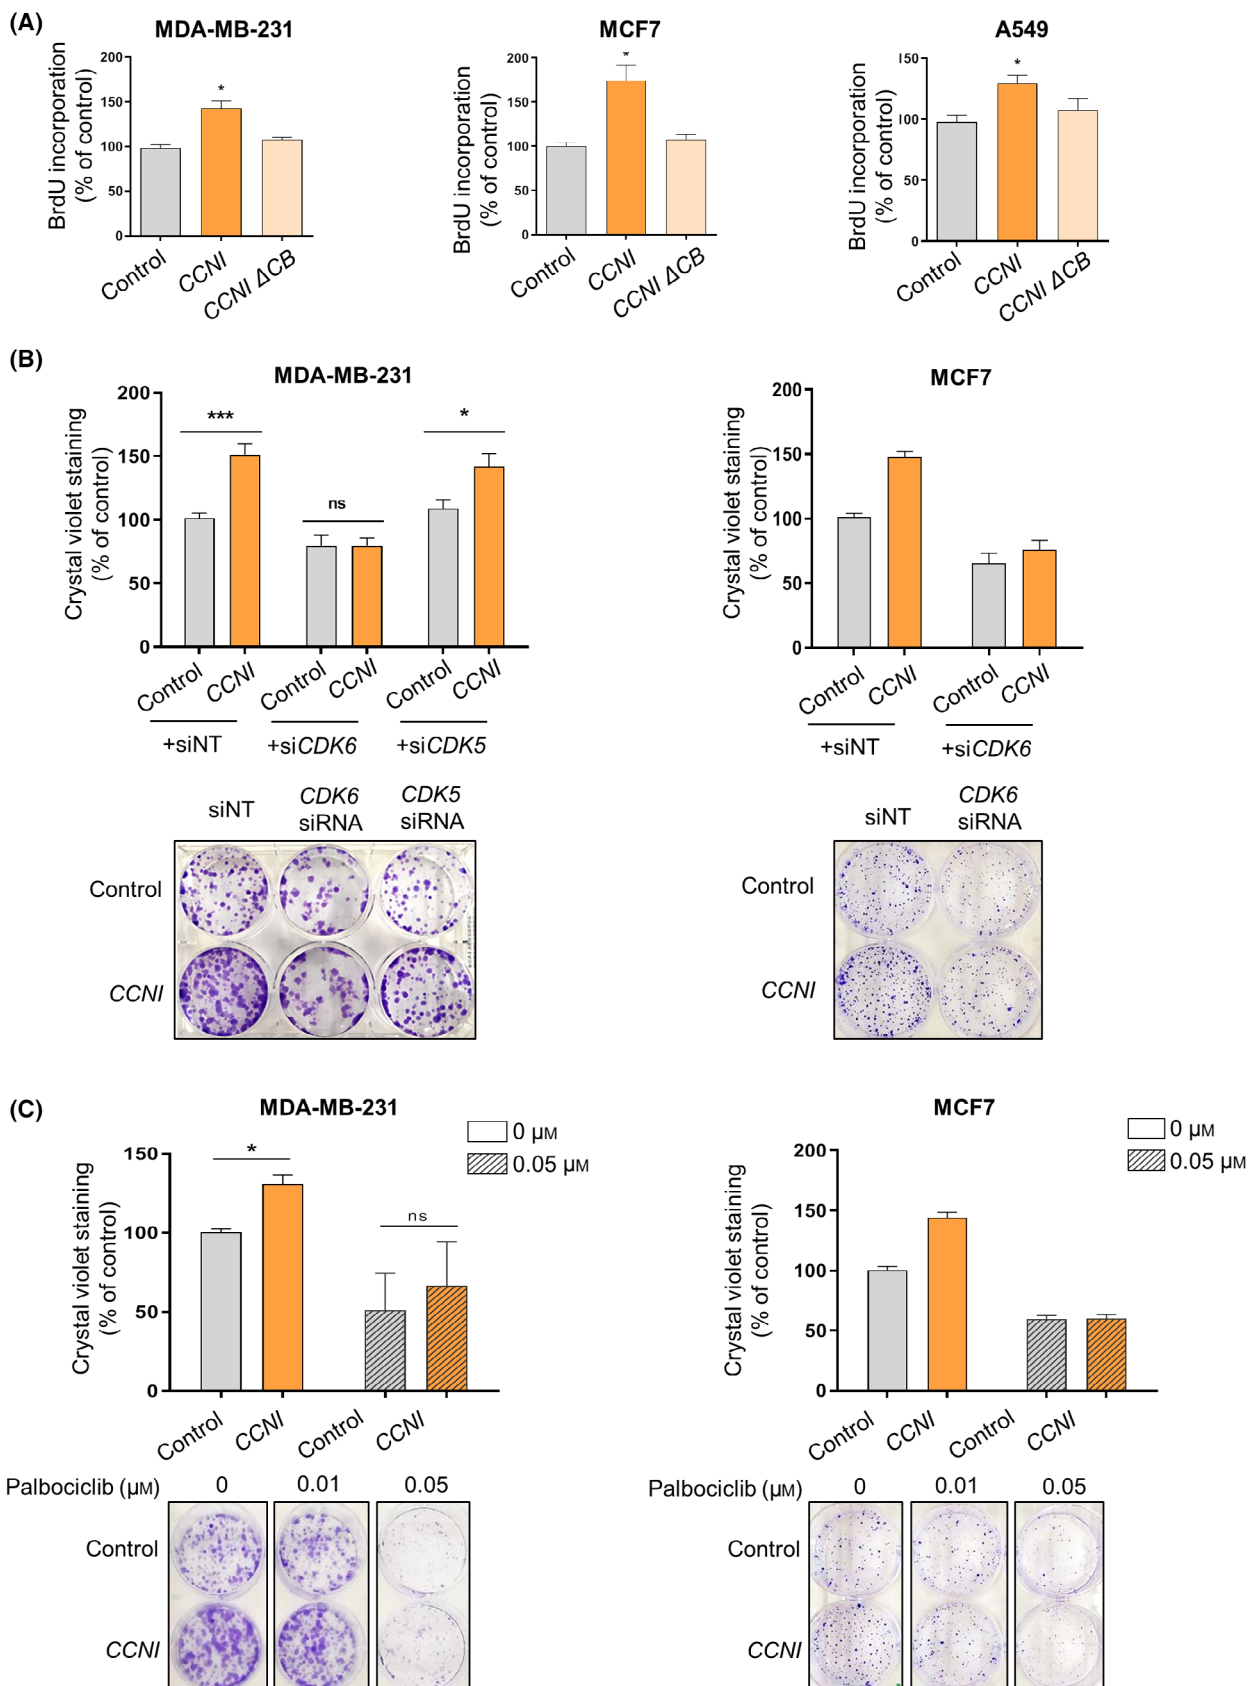 (A)
MDA-MB-231
BrdU incorporation
(% of control)
200
150
100
50
0
*
Control
CCNI
CCNI ΔCB
MCF7
BrdU incorporation
(% of control)
200
150
100
50
0
*
Control
CCNI
CCNI ΔCB
A549
BrdU incorporation
(% of control)
150
100
50
0
*
Control
CCNI
CCNI ΔCB
(B)
MDA-MB-231
Crystal violet staining
(% of control)
200
150
100
50
0
***
ns
*
Control
CCNI
Control
CCNI
Control
CCNI
+siNT
+siCDK6
+siCDK5
MCF7
Crystal violet staining
(% of control)
200
150
100
50
0
Control
CCNI
Control
CCNI
+siNT
+siCDK6
siNT
CDK6
siRNA
CDK5
siRNA
Control
CCNI
siNT
CDK6
siRNA
Control
CCNI
(C)
MDA-MB-231
0 μM
0.05 μM
Crystal violet staining
(% of control)
150
100
50
0
*
ns
Control
CCNI
Control
CCNI
MCF7
0 μM
0.05 μM
Crystal violet staining
(% of control)
200
150
100
50
0
Control
CCNI
Control
CCNI
Palbociclib (μM)
0
0.01
0.05
Control
CCNI
Palbociclib (μM)
0
0.01
0.05
Control
CCNI